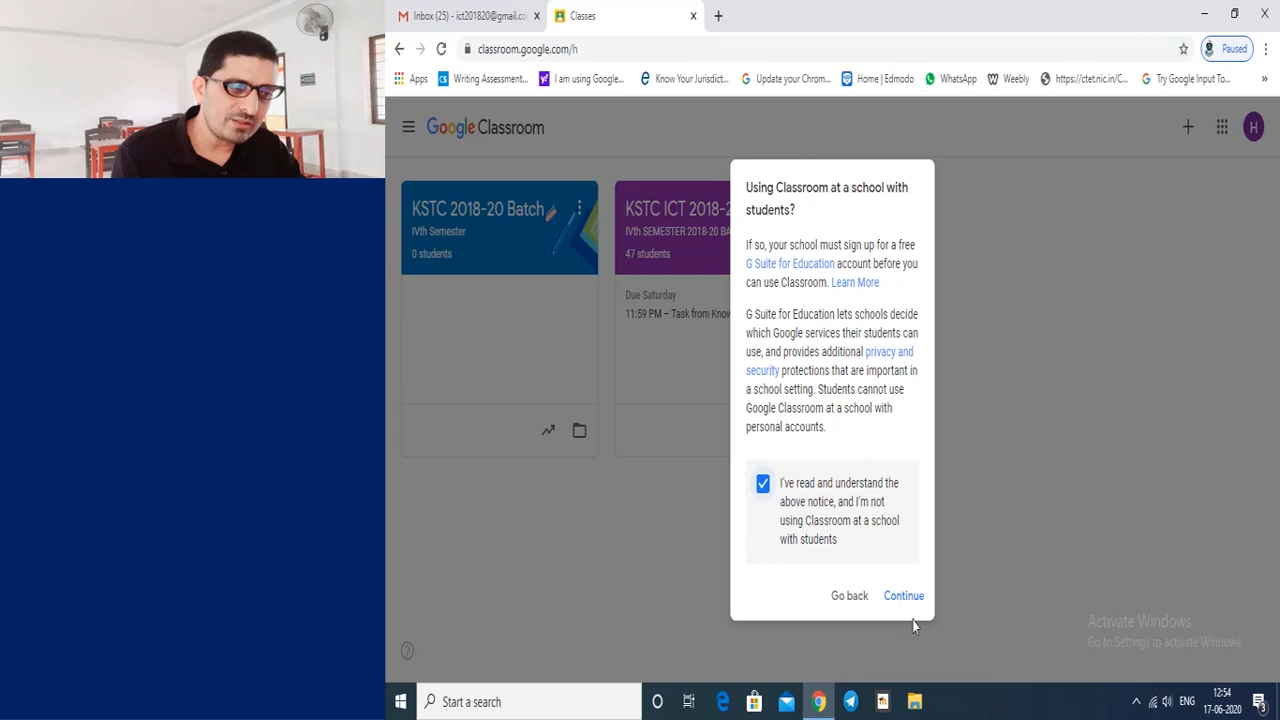 Inbox (25) - ict201820@gmail.co
Classes
classroom.google.com/h
Paused
Apps
Writing Assessment...
I am using Google...
Know Your Jurisdict...
Update your Chrom...
Home | Edmodo
WhatsApp
Weebly
https://ctet.nic.in/C...
Try Google Input To...
»
Google Classroom
H
KSTC 2018-20 Batch
IVth Semester
0 students
KSTC ICT 2018-2
IVth SEMESTER 2018-20 BA
47 students
Due Saturday
11:59 PM – Task from Know
Using Classroom at a school with
students?
If so, your school must sign up for a free
G Suite for Education account before you
can use Classroom. Learn More
G Suite for Education lets schools decide
which Google services their students can
use, and provides additional privacy and
security protections that are important in
a school setting. Students cannot use
Google Classroom at a school with
personal accounts.
I've read and understand the
above notice, and I'm not
using Classroom at a school
with students
Go back
Continue
Activate Windows
Go to Settings to activate Windows.
Start a search
ENG
12:54
17-06-2020
3